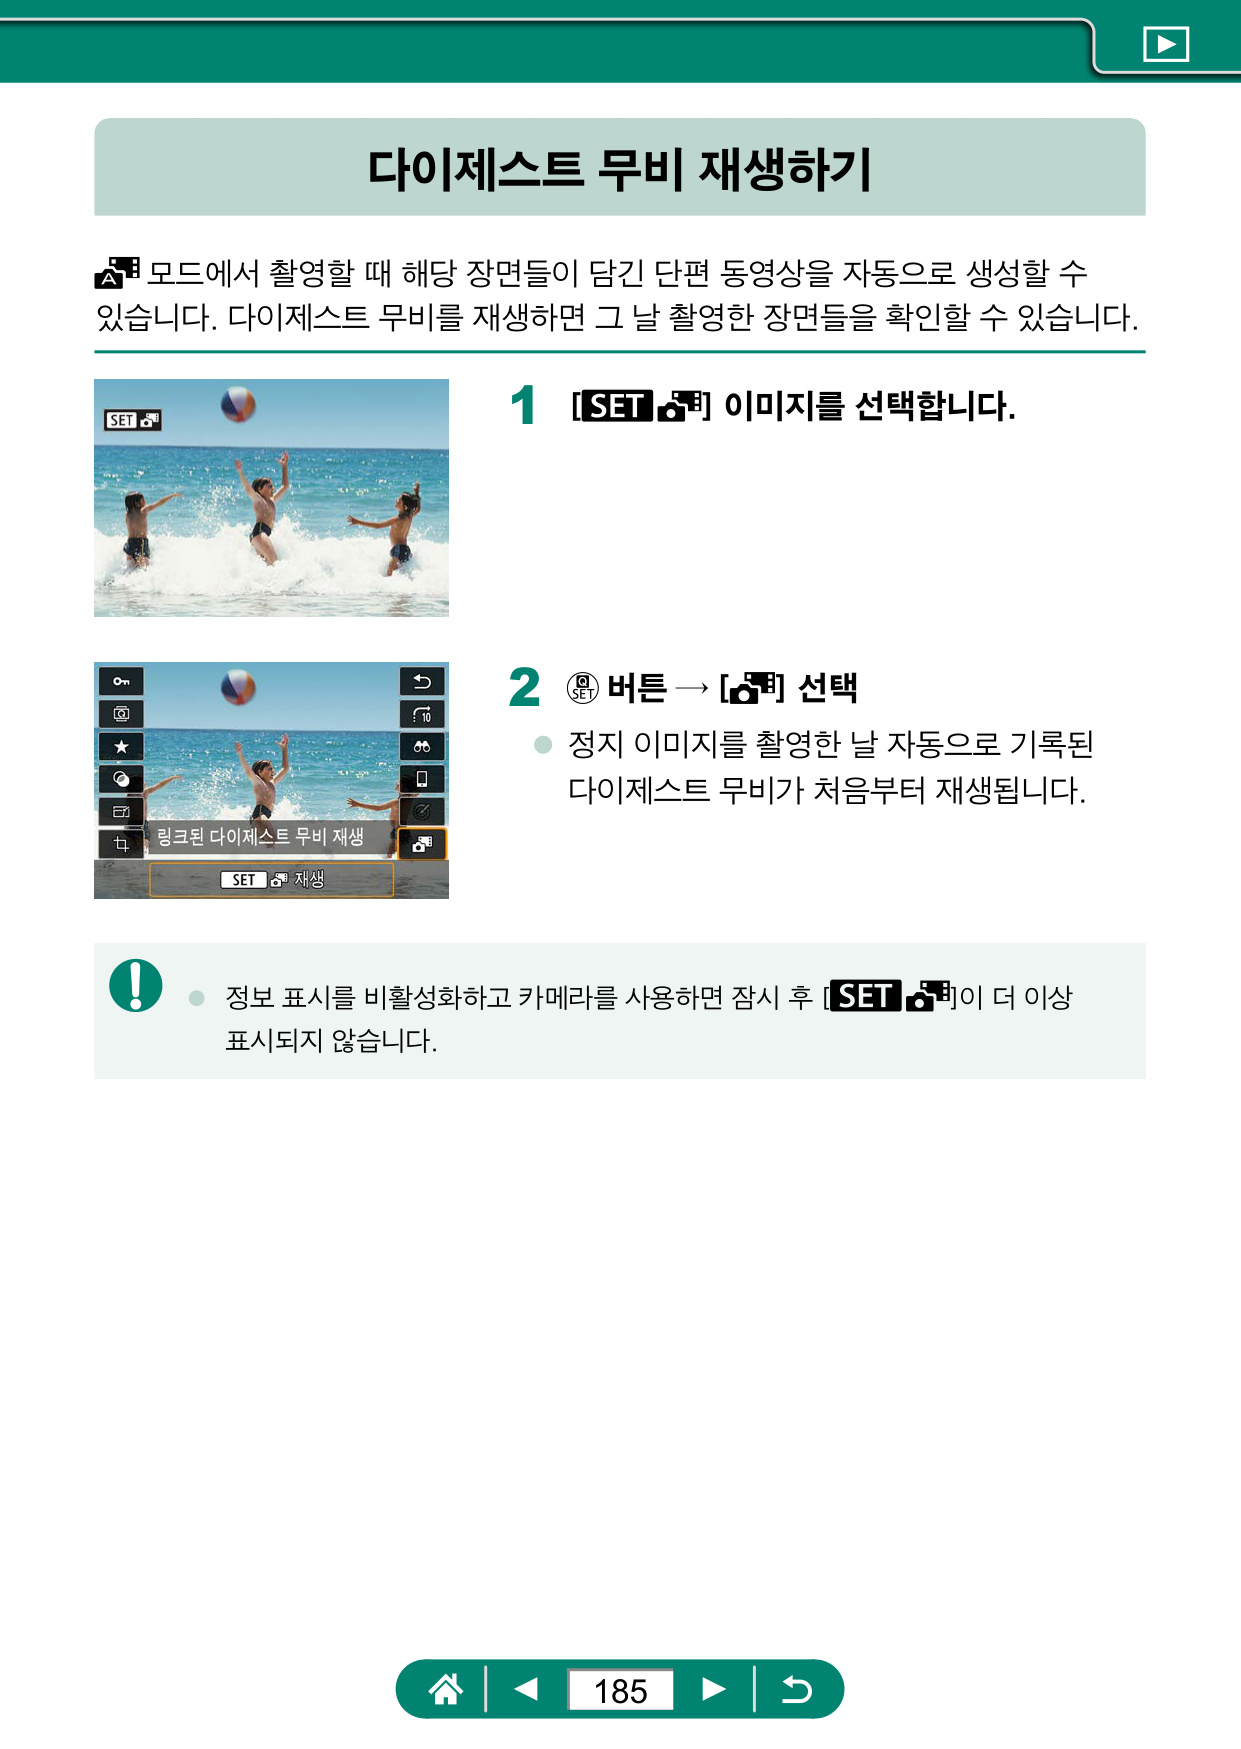 다이제스트 무비 재생하기
A 모드에서 촬영할 때 해당 장면들이 담긴 단편 동영상을 자동으로 생성할 수
있습니다. 다이제스트 무비를 재생하면 그 날 촬영한 장면들을 확인할 수 있습니다.
SET
1 [SET] 이미지를 선택합니다.
10
링크된 다이제스트 무비 재생
SET 재생
2 Q SET 버튼 → [] 선택
● 정지 이미지를 촬영한 날 자동으로 기록된
다이제스트 무비가 처음부터 재생됩니다.
● 정보 표시를 비활성화하고 카메라를 사용하면 잠시 후 [SET]이 더 이상
표시되지 않습니다.
185